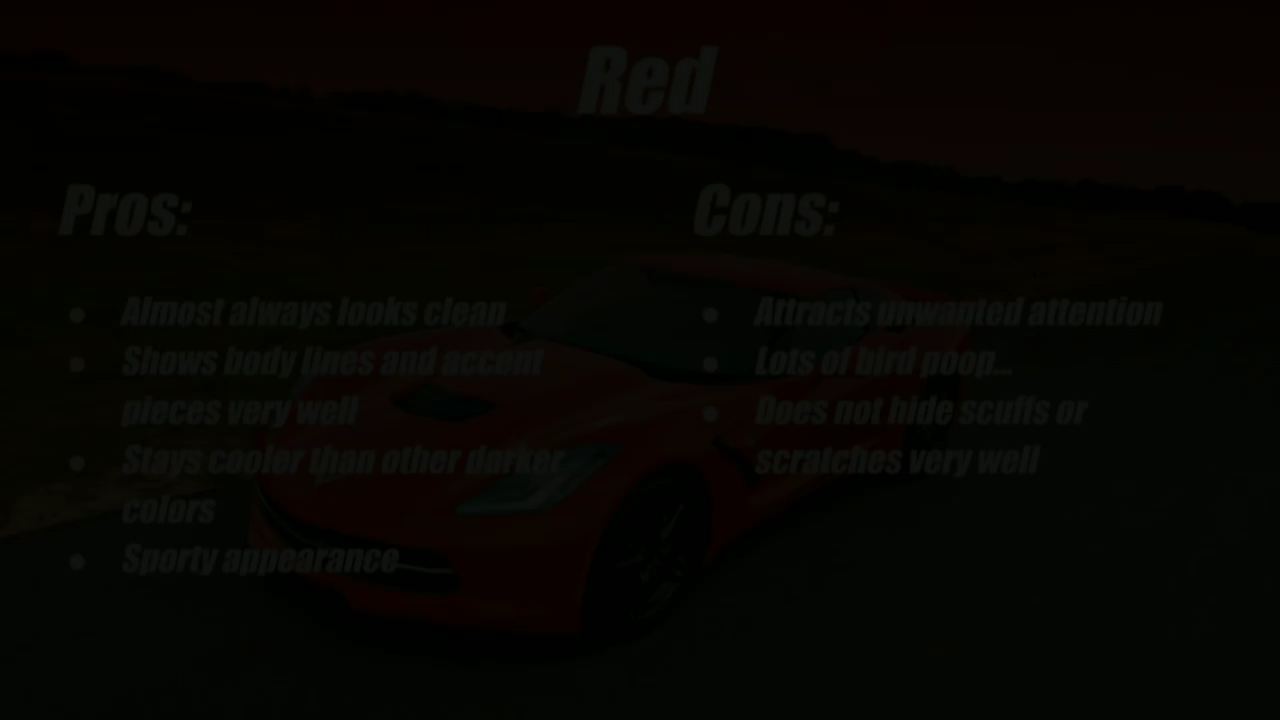 Red
Pros:
Almost always looks clean
Shows body lines and accent
pieces very well
Stays cooler than other darker
colors
Sporty appearance
Cons:
Attracts unwanted attention
Lots of bird poop...
Does not hide scuffs or
scratches very well